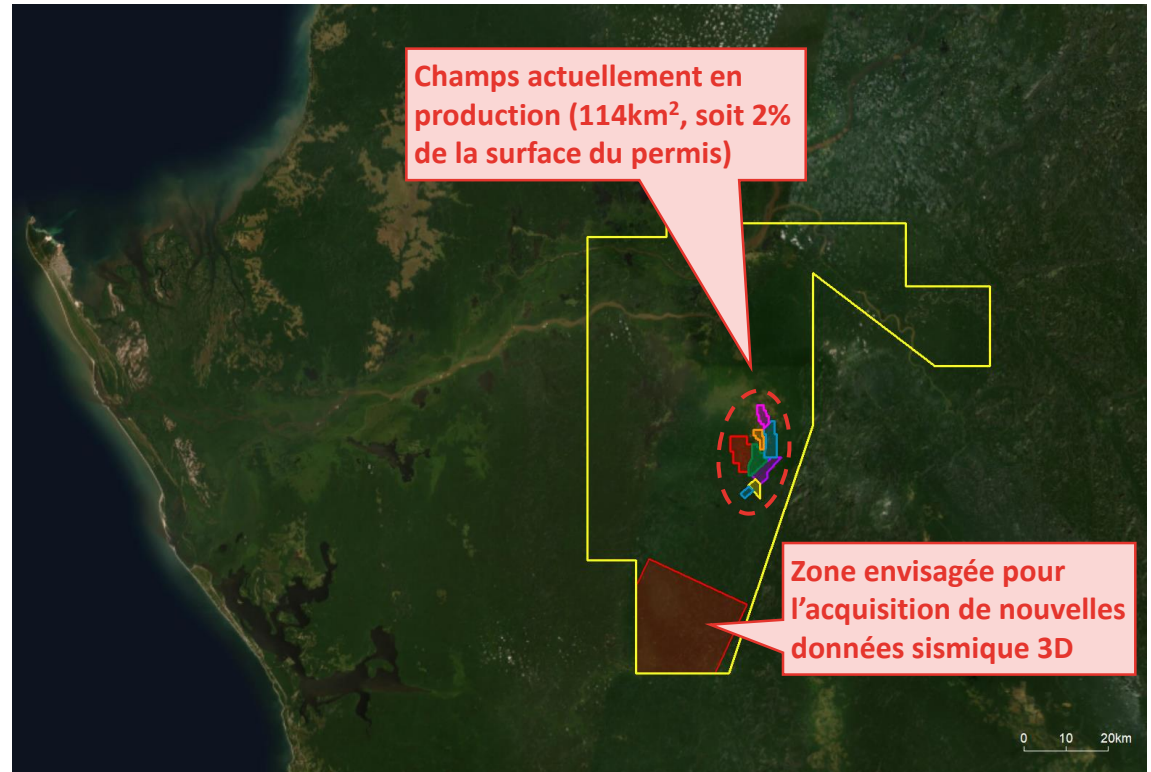 Champs actuellement en
production (114km², soit 2%
de la surface du permis)
Zone envisagée pour
l’acquisition de nouvelles
données sismique 3D
0 10 20km